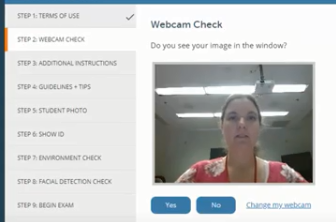 STEP 1: TERMS OF USE
STEP 2: WEBCAM CHECK
STEP 3: ADDITIONAL INSTRUCTIONS
STEP 4: GUIDELINES + TIPS
STEP 5: STUDENT PHOTO
STEP 6: SHOW ID
STEP 7: ENVIRONMENT CHECK
STEP 8: FACIAL DETECTION CHECK
STEP 9: BEGIN EXAM
Webcam Check
Do you see your image in the window?
Yes
No
Change my webcam